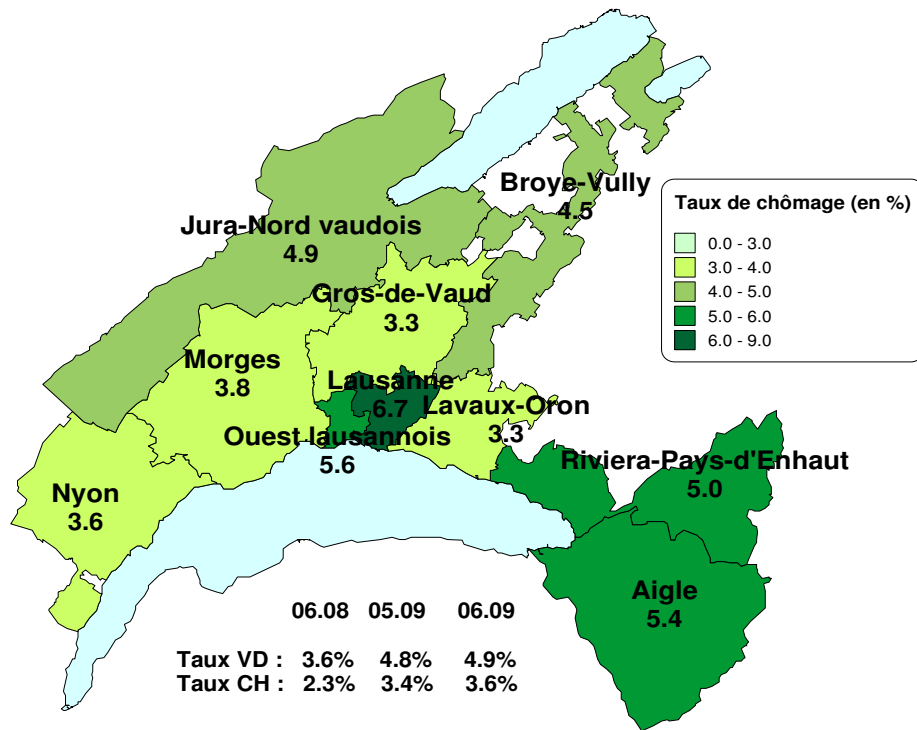 Broye-Vully
4.5
Jura-Nord vaudois
4.9
Gros-de-Vaud
3.3
Morges
3.8
Lausanne
6.7
Lavaux-Oron
3.3
Ouest lausannois
5.6
Riviera-Pays-d'Enhaut
5.0
Nyon
3.6
Aigle
5.4
Taux de chômage (en %)
0.0 - 3.0
3.0 - 4.0
4.0 - 5.0
5.0 - 6.0
6.0 - 9.0
06.08 05.09 06.09
Taux VD : 3.6% 4.8% 4.9%
Taux CH : 2.3% 3.4% 3.6%